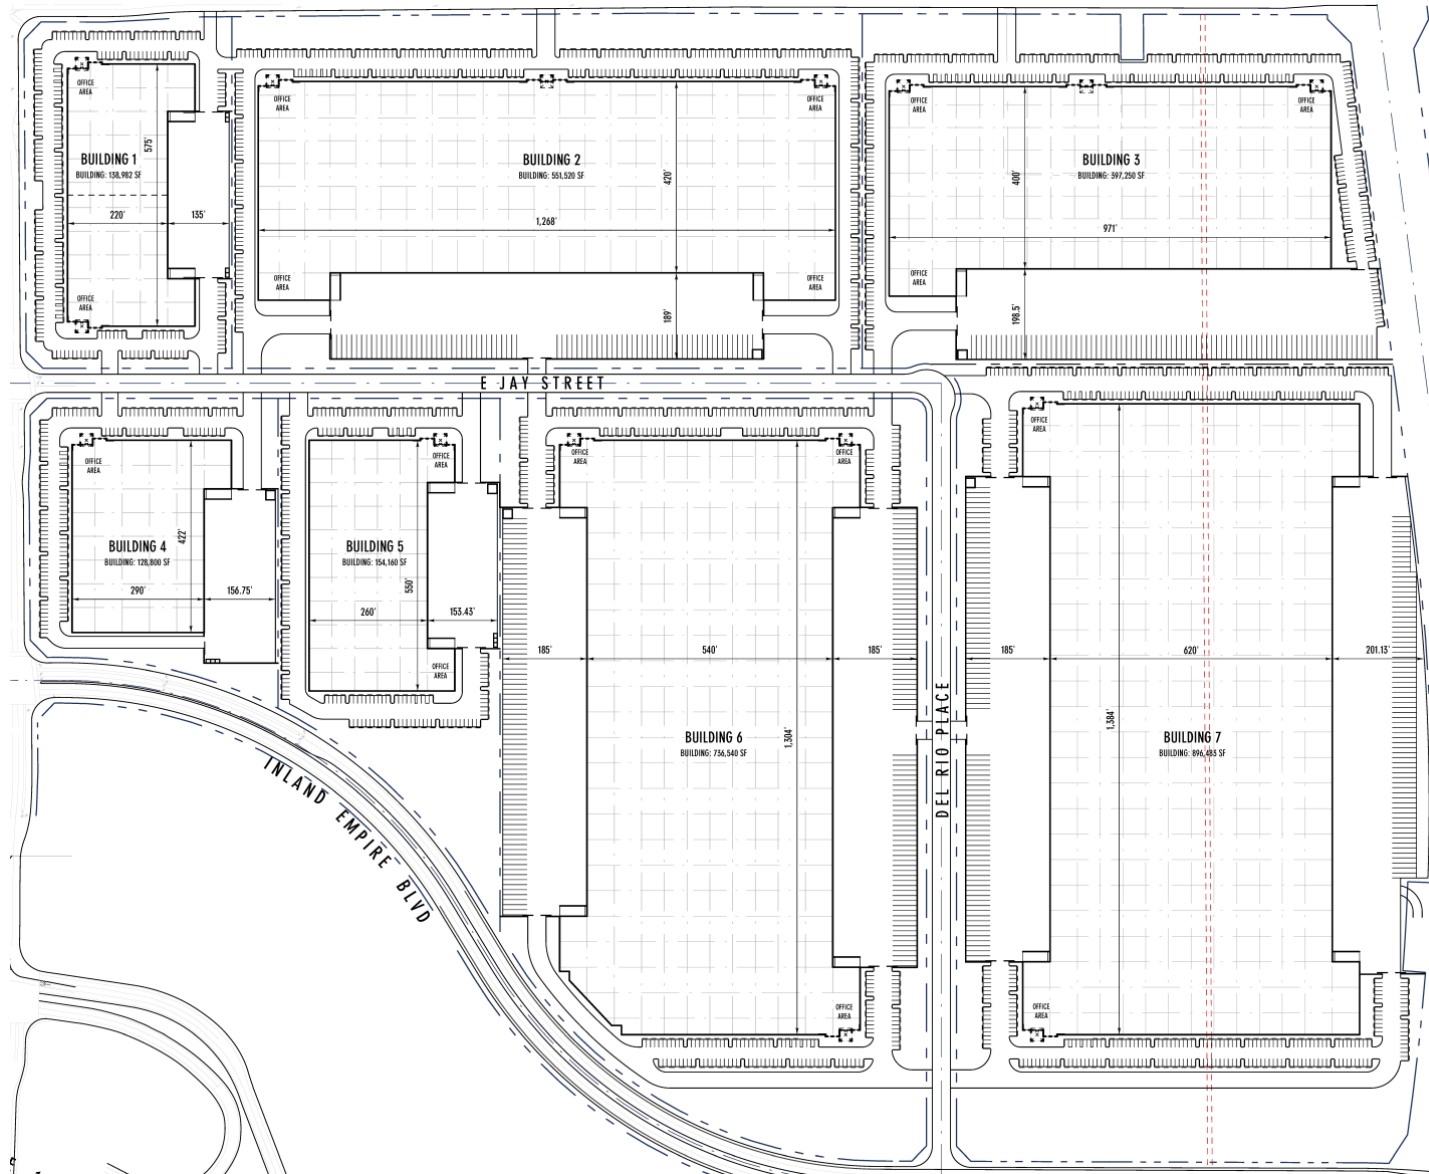 OFFICE
AREA
BUILDING 1
BUILDING: 138,982 SF
575'
220'
135'
OFFICE
AREA
OFFICE
AREA
OFFICE
AREA
BUILDING 2
BUILDING: 551,520 SF
420'
1,268'
OFFICE
AREA
OFFICE
AREA
189'
OFFICE
AREA
OFFICE
AREA
BUILDING 3
BUILDING: 397,250 SF
400'
971'
OFFICE
AREA
198.5'
E JAY STREET
OFFICE
AREA
BUILDING 4
BUILDING: 128,800 SF
422'
290'
156.75'
OFFICE
AREA
BUILDING 5
BUILDING: 154,160 SF
550'
260'
153.43'
OFFICE
AREA
OFFICE
AREA
OFFICE
AREA
185'
540'
185'
BUILDING 6
BUILDING: 736,540 SF
1,304'
OFFICE
AREA
DEL RIO PLACE
OFFICE
AREA
185'
620'
201.13'
1,384'
BUILDING 7
BUILDING: 896,483 SF
OFFICE
AREA
INLAND EMPIRE BLVD